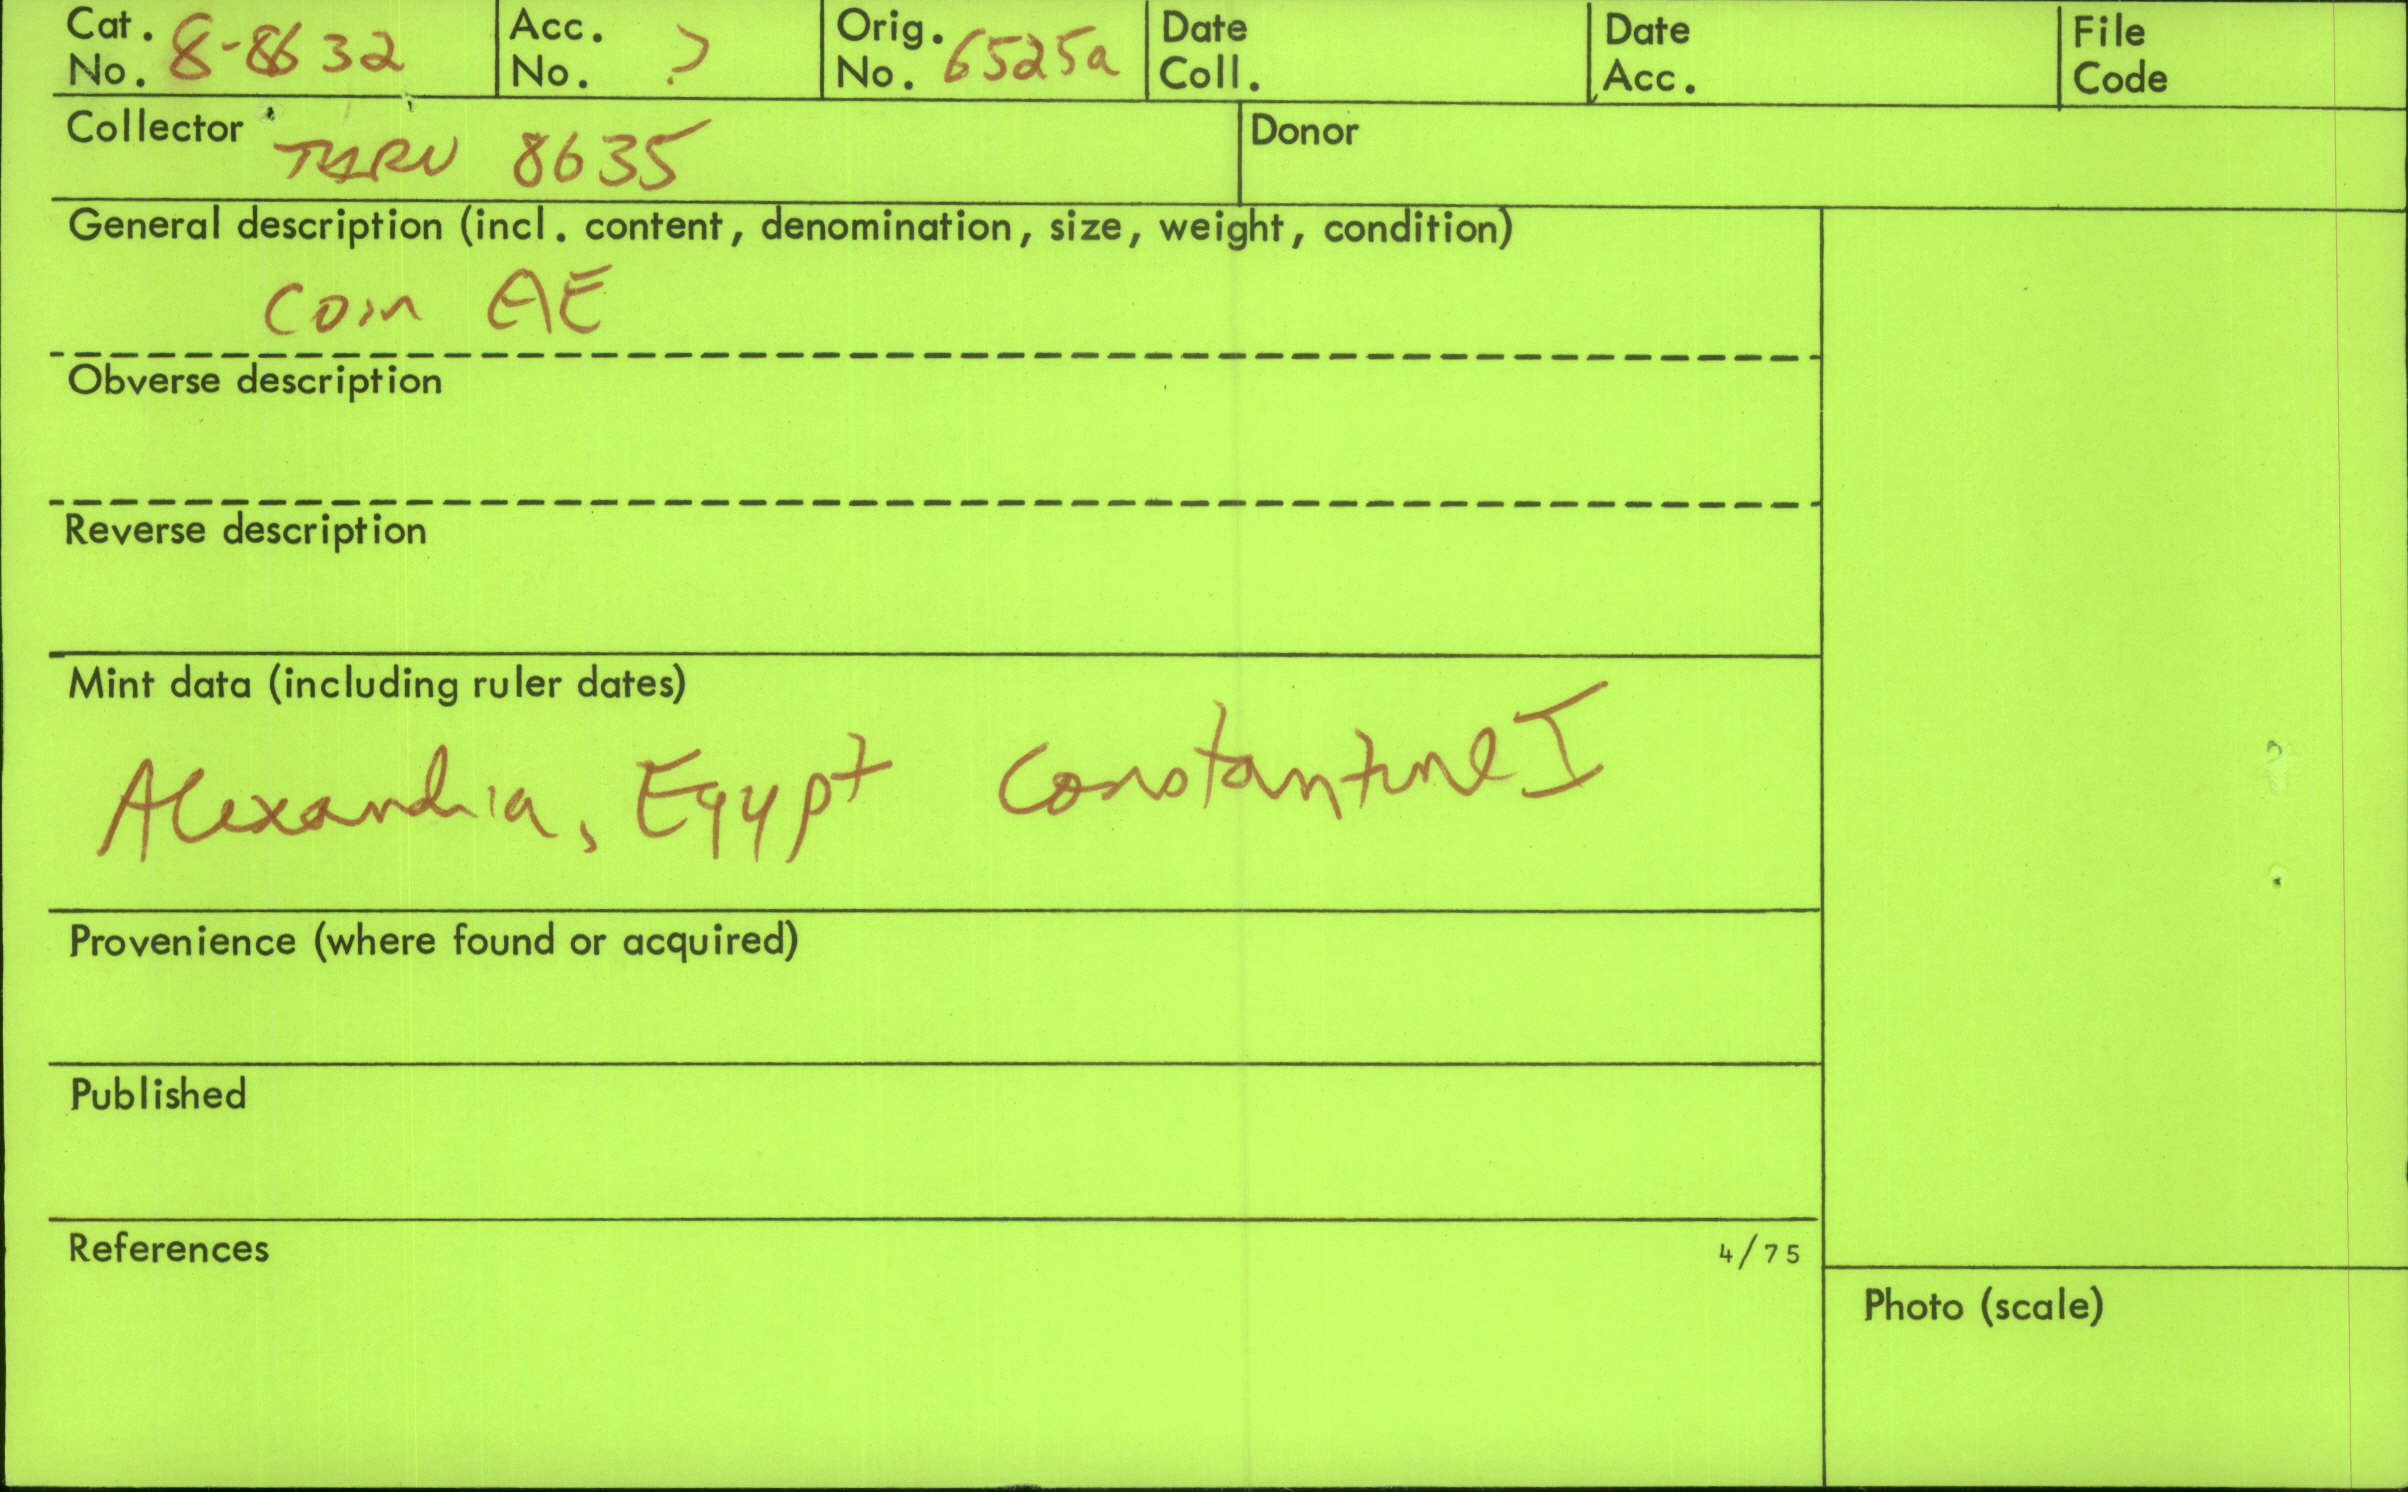 Cat. No. 8-8632 Acc. No. ? Orig. No. 6525a Date Coll. Date Acc. File Code
Collector THRU 8635 Donor
General description (incl. content, denomination, size, weight, condition)
Coin AE
Obverse description
Reverse description
Mint data (including ruler dates)
Alexandria, Egypt Constantine I
Provenience (where found or acquired)
Published
References 4/75
Photo (scale)